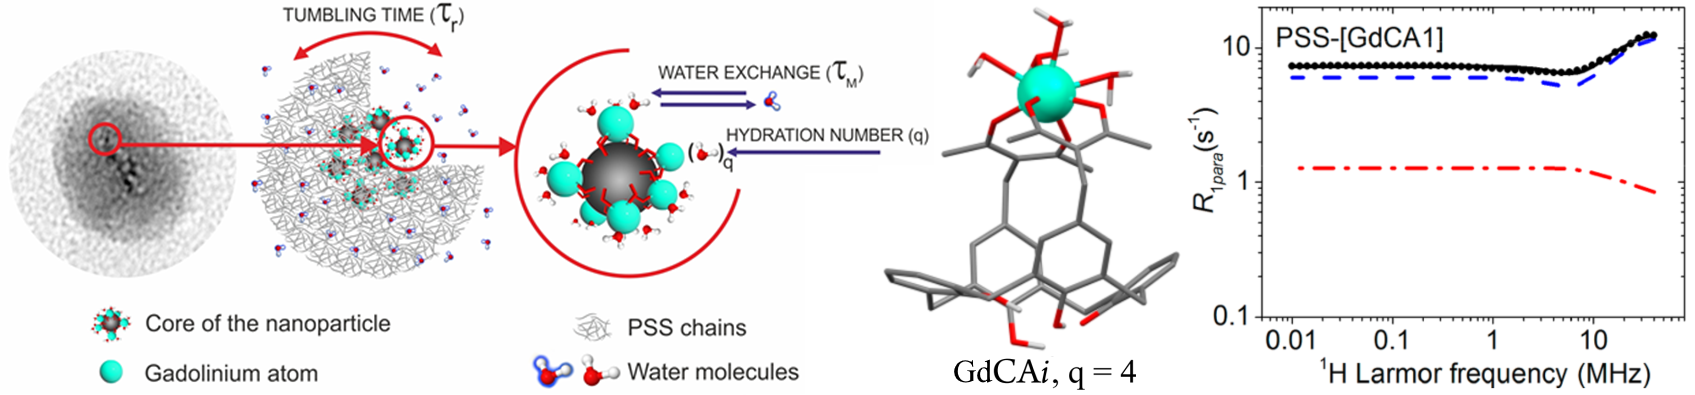 TUMBLING TIME (τr)
WATER EXCHANGE (τM)
HYDRATION NUMBER (q)
( )q
Core of the nanoparticle
PSS chains
Gadolinium atom
Water molecules
GdCAi, q = 4
PSS-[GdCA1]
10
1
0.1
R1para(s-1)
0.01 0.1 1 10
1H Larmor frequency (MHz)